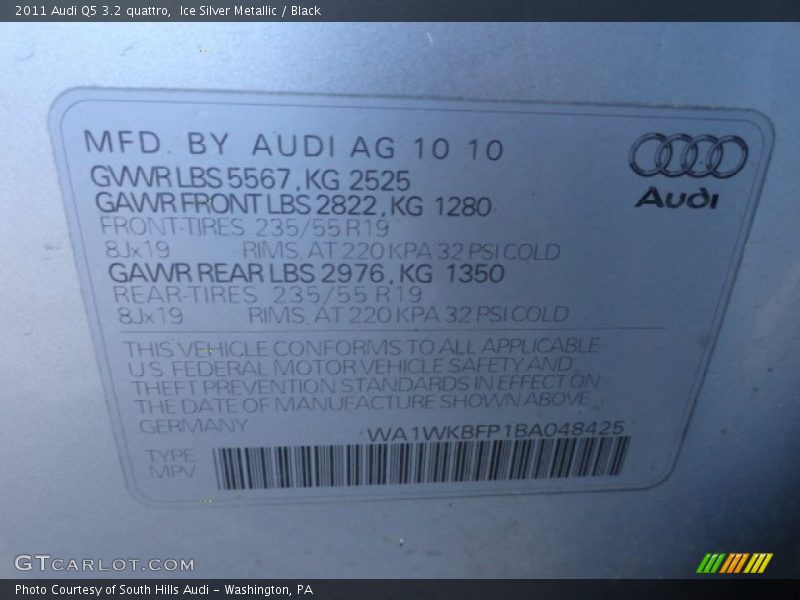 2011 Audi Q5 3.2 quattro,  Ice Silver Metallic / Black
MFD. BY AUDI AG 10 10
GVWR LBS 5567, KG 2525
GAWR FRONT LBS 2822, KG 1280
FRONT-TIRES 235/55 R19
8Jx19 RIMS, AT 220 KPA 32 PSI COLD
GAWR REAR LBS 2976, KG 1350
REAR-TIRES 235/55 R19
8Jx19 RIMS, AT 220 KPA 32 PSI COLD
Audi
THIS VEHICLE CONFORMS TO ALL APPLICABLE
U.S. FEDERAL MOTOR VEHICLE SAFETY AND
THEFT PREVENTION STANDARDS IN EFFECT ON
THE DATE OF MANUFACTURE SHOWN ABOVE
GERMANY WA1WKBFP1BA048425
TYPE
MPV
GTCARLOT.COM
Photo Courtesy of South Hills Audi - Washington, PA